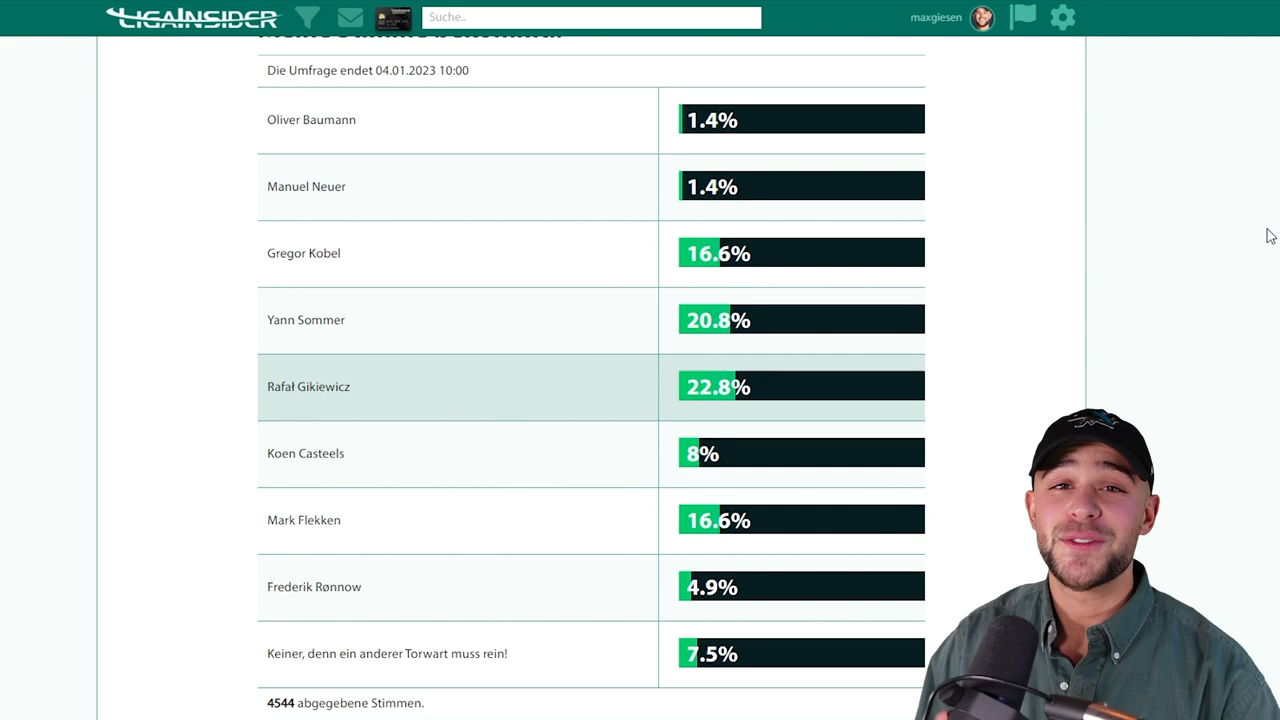 LIGAINSIDER
Suche..
maxgiesen
Die Umfrage endet 04.01.2023 10:00
Oliver Baumann
1.4%
Manuel Neuer
1.4%
Gregor Kobel
16.6%
Yann Sommer
20.8%
Rafał Gikiewicz
22.8%
Koen Casteels
8%
Mark Flekken
16.6%
Frederik Rønnow
4.9%
Keiner, denn ein anderer Torwart muss rein!
7.5%
4544 abgegebene Stimmen.